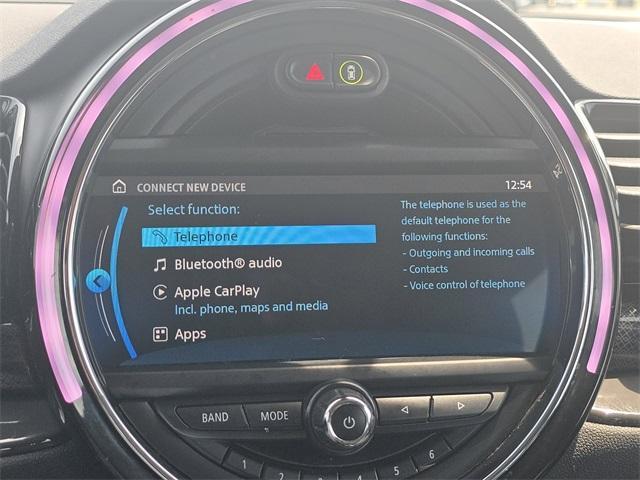 CONNECT NEW DEVICE
12:54
Select function:
Telephone
Bluetooth® audio
Apple CarPlay
Incl. phone, maps and media
Apps
The telephone is used as the
default telephone for the
following functions:
- Outgoing and incoming calls
- Contacts
- Voice control of telephone
BAND
MODE
1
2
3
4
5
6